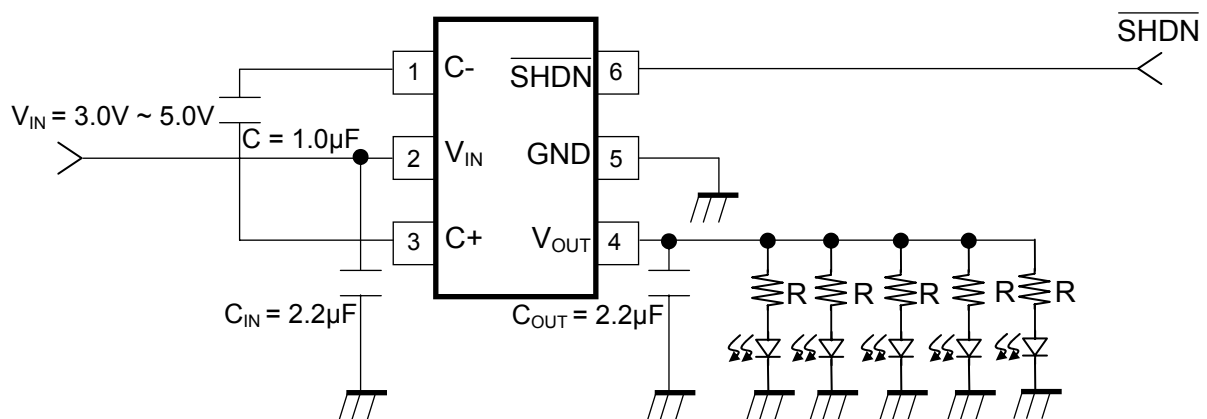 SHDN
1 C- SHDN 6
V_IN = 3.0V ~ 5.0V
C = 1.0µF
2 V_IN GND 5
3 C+ V_OUT 4
R R R R R
C_IN = 2.2µF
C_OUT = 2.2µF